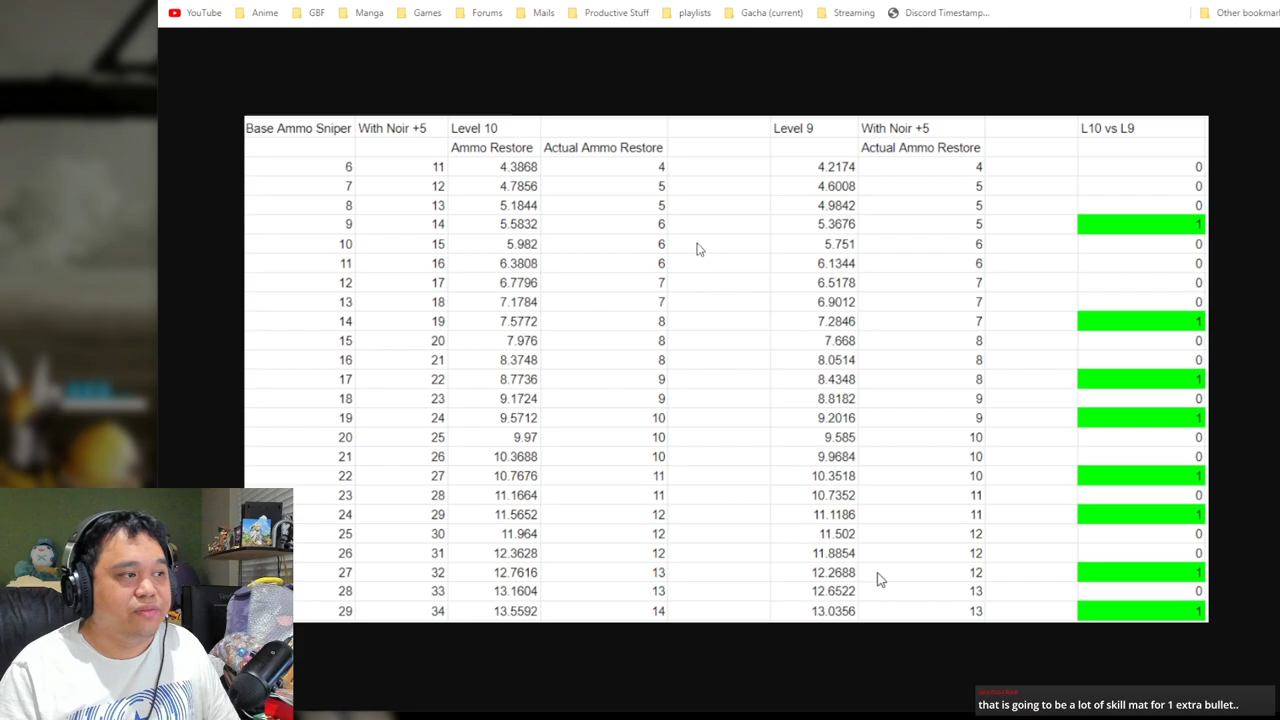 YouTube Anime GBF Manga Games Forums Mails Productive Stuff playlists Gacha (current) Streaming Discord Timestamp... Other bookmar
Base Ammo Sniper With Noir +5 Level 10 Level 9 With Noir +5 L10 vs L9
Ammo Restore Actual Ammo Restore Actual Ammo Restore
6 11 4.3868 4 4.2174 4 0
7 12 4.7856 5 4.6008 5 0
8 13 5.1844 5 4.9842 5 0
9 14 5.5832 6 5.3676 5 1
10 15 5.982 6 5.751 6 0
11 16 6.3808 6 6.1344 6 0
12 17 6.7796 7 6.5178 7 0
13 18 7.1784 7 6.9012 7 0
14 19 7.5772 8 7.2846 7 1
15 20 7.976 8 7.668 8 0
16 21 8.3748 8 8.0514 8 0
17 22 8.7736 9 8.4348 8 1
18 23 9.1724 9 8.8182 9 0
19 24 9.5712 10 9.2016 9 1
20 25 9.97 10 9.585 10 0
21 26 10.3688 10 9.9684 10 0
22 27 10.7676 11 10.3518 10 1
23 28 11.1664 11 10.7352 11 0
24 29 11.5652 12 11.1186 11 1
25 30 11.964 12 11.502 12 0
26 31 12.3628 12 11.8854 12 0
27 32 12.7616 13 12.2688 12 1
28 33 13.1604 13 12.6522 13 0
29 34 13.5592 14 13.0356 13 1
that is going to be a lot of skill mat for 1 extra bullet..